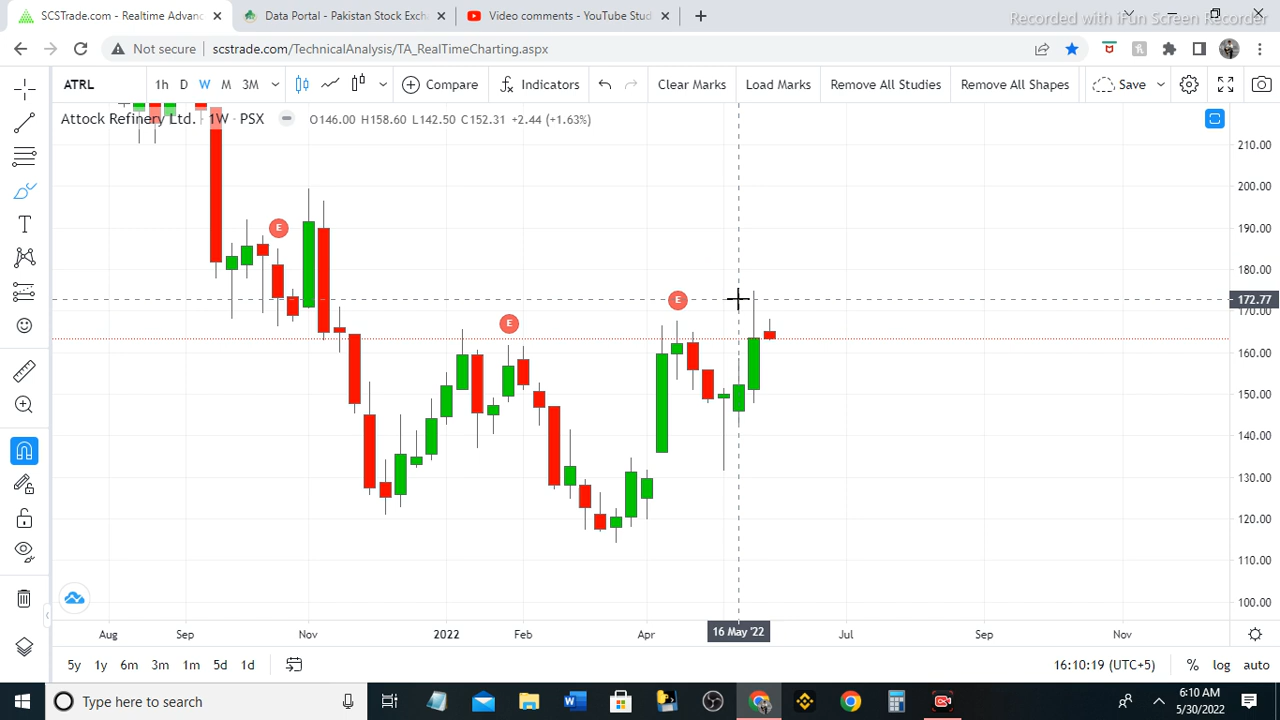 SCSTrade.com - Realtime Advanc
Data Portal - Pakistan Stock Exch
Video comments - YouTube Stud
Recorded with iFun Screen Recorder
Not secure
scstrade.com/TechnicalAnalysis/TA_RealTimeCharting.aspx
ATRL 1h D W M 3M Compare Indicators Clear Marks Load Marks Remove All Studies Remove All Shapes Save
Attock Refinery Ltd. · 1W · PSX O146.00 H158.60 L142.50 C152.31 +2.44 (+1.63%)
210.00
200.00
190.00
180.00
172.77
170.00
160.00
150.00
140.00
130.00
120.00
110.00
100.00
E
E
E
T
Aug Sep Nov 2022 Feb Apr 16 May '22 Jul Sep Nov
5y 1y 6m 3m 1m 5d 1d 16:10:19 (UTC+5) % log auto
Type here to search
6:10 AM
5/30/2022